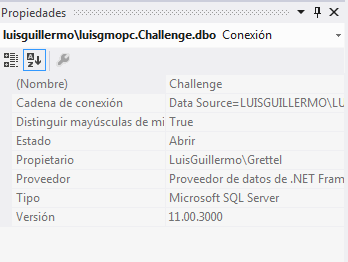 Propiedades
luisguillermo\luisgmopc.Challenge.dbo Conexión
(Nombre) Challenge
Cadena de conexión Data Source=LUISGUILLERMO\LU
Distinguir mayúsculas de mi True
Estado Abrir
Propietario LuisGuillermo\Grettel
Proveedor Proveedor de datos de .NET Fram
Tipo Microsoft SQL Server
Versión 11.00.3000